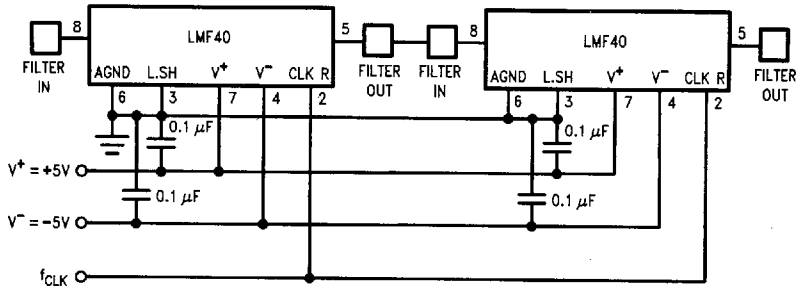 8 LMF40 5 8 LMF40 5
FILTER IN
AGND L.SH V+ V− CLK R
FILTER OUT
FILTER IN
AGND L.SH V+ V− CLK R
FILTER OUT
6 3 7 4 2
6 3 7 4 2
0.1 μF
0.1 μF
V+ = +5V
0.1 μF
0.1 μF
V− = −5V
fCLK